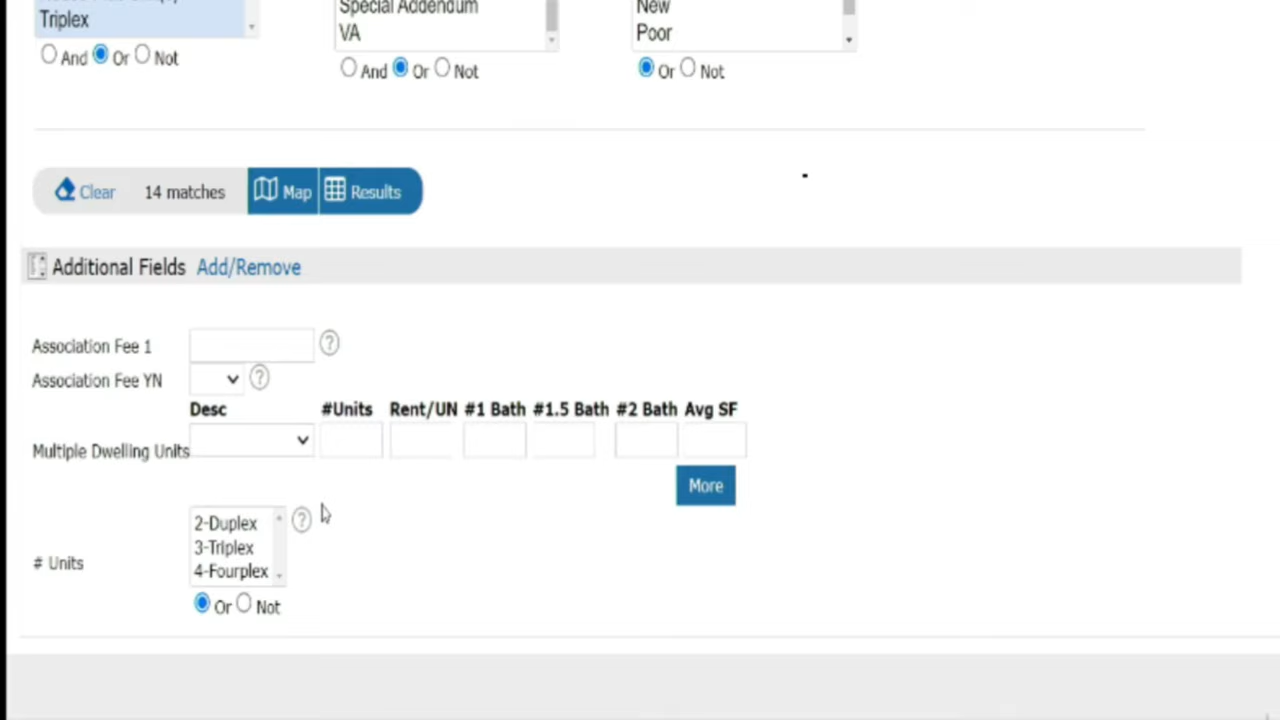 Triplex
Special Addendum
VA
New
Poor
And Or Not
And Or Not
Or Not
Clear 14 matches Map Results
Additional Fields Add/Remove
Association Fee 1 ?
Association Fee YN ?
Desc #Units Rent/UN #1 Bath #1.5 Bath #2 Bath Avg SF
Multiple Dwelling Units
More
2-Duplex ?
3-Triplex
4-Fourplex
# Units
Or Not